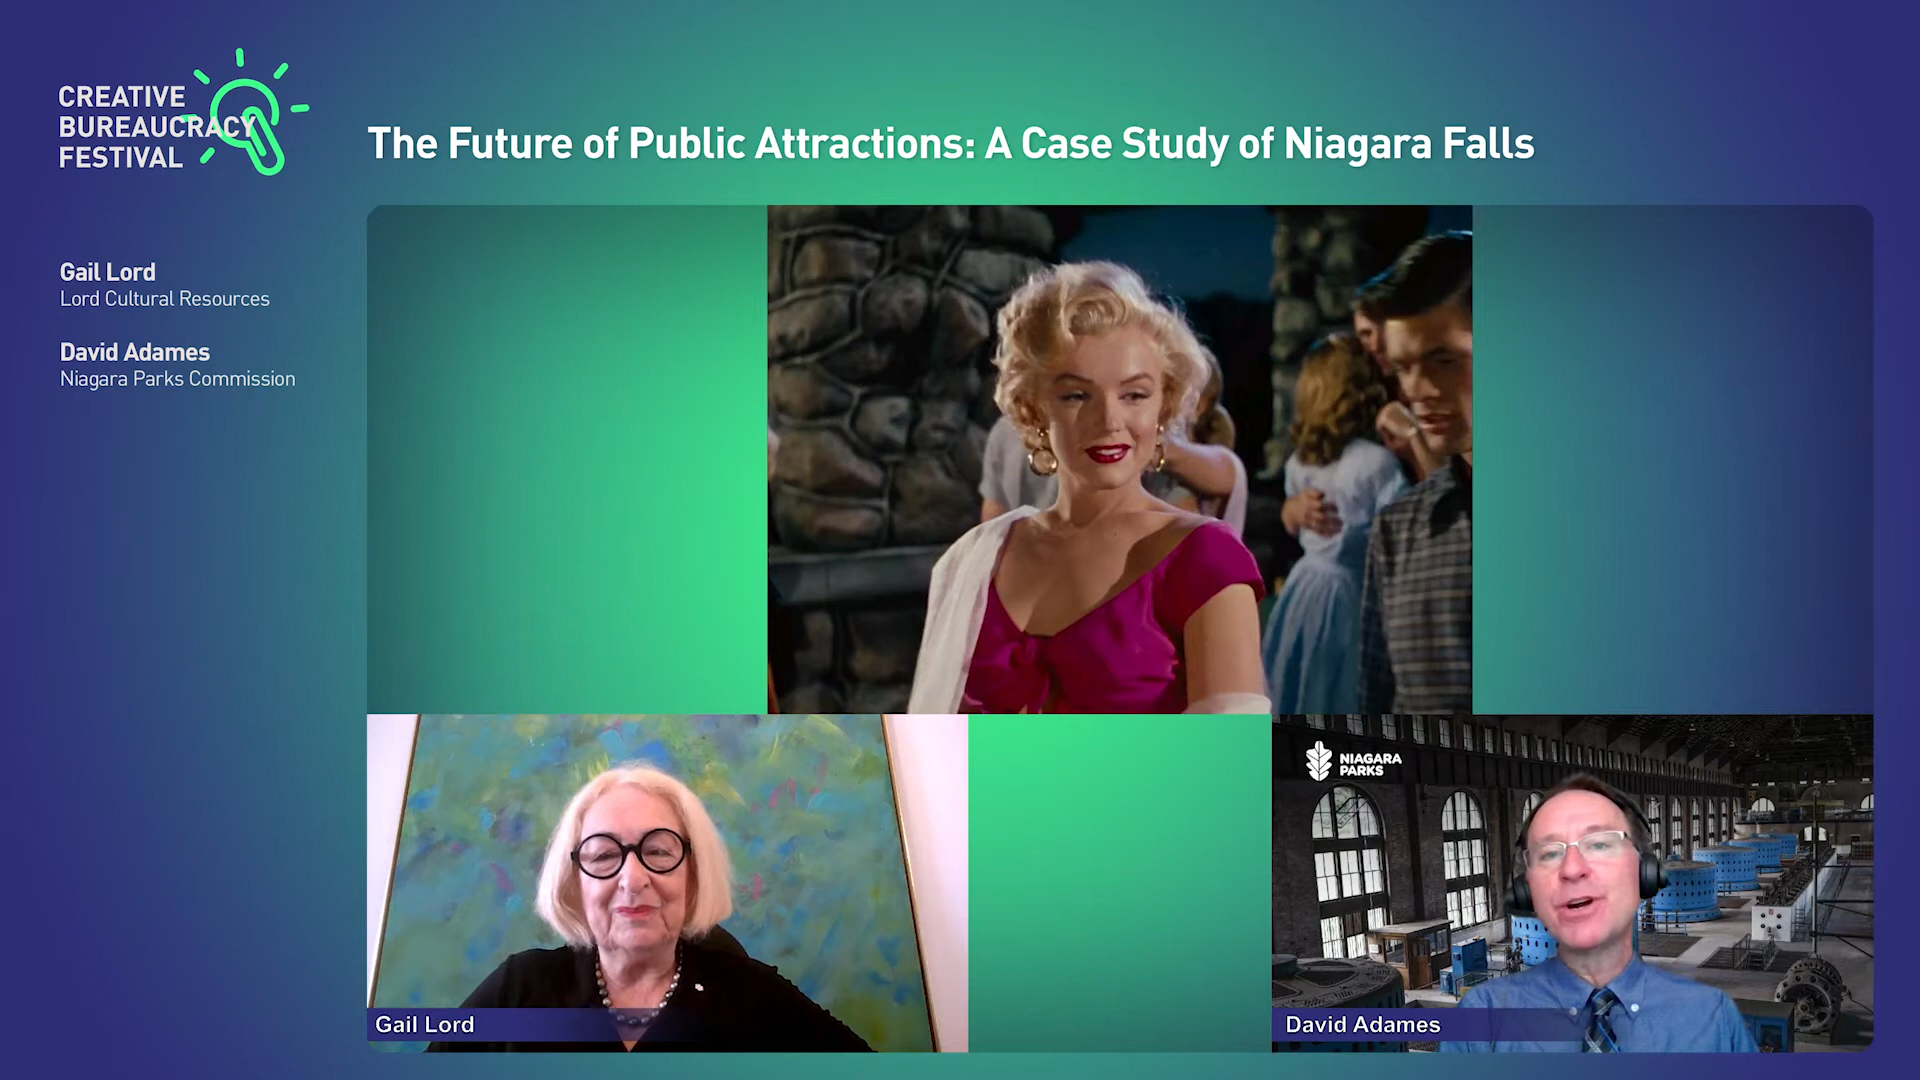 CREATIVE
BUREAUCRACY
FESTIVAL
The Future of Public Attractions: A Case Study of Niagara Falls
Gail Lord
Lord Cultural Resources
David Adames
Niagara Parks Commission
NIAGARA
PARKS
Gail Lord
David Adames